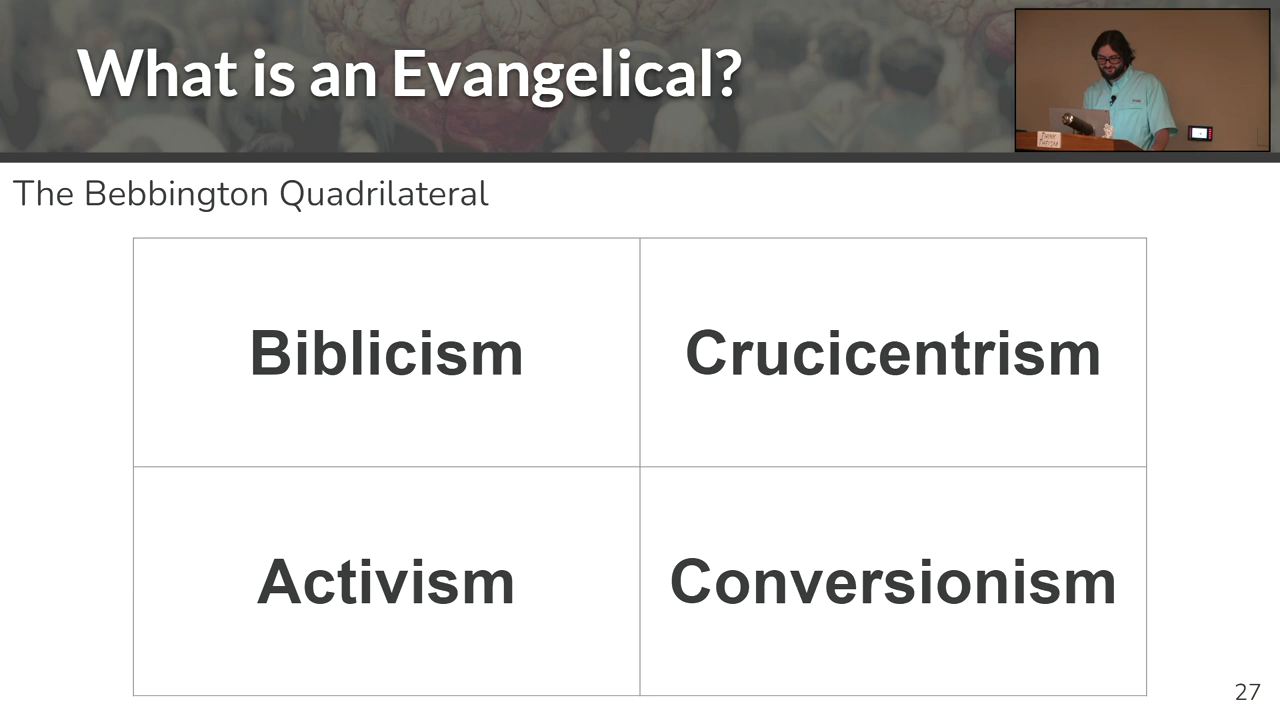 What is an Evangelical?
The Bebbington Quadrilateral
Biblicism
Crucicentrism
Activism
Conversionism
27